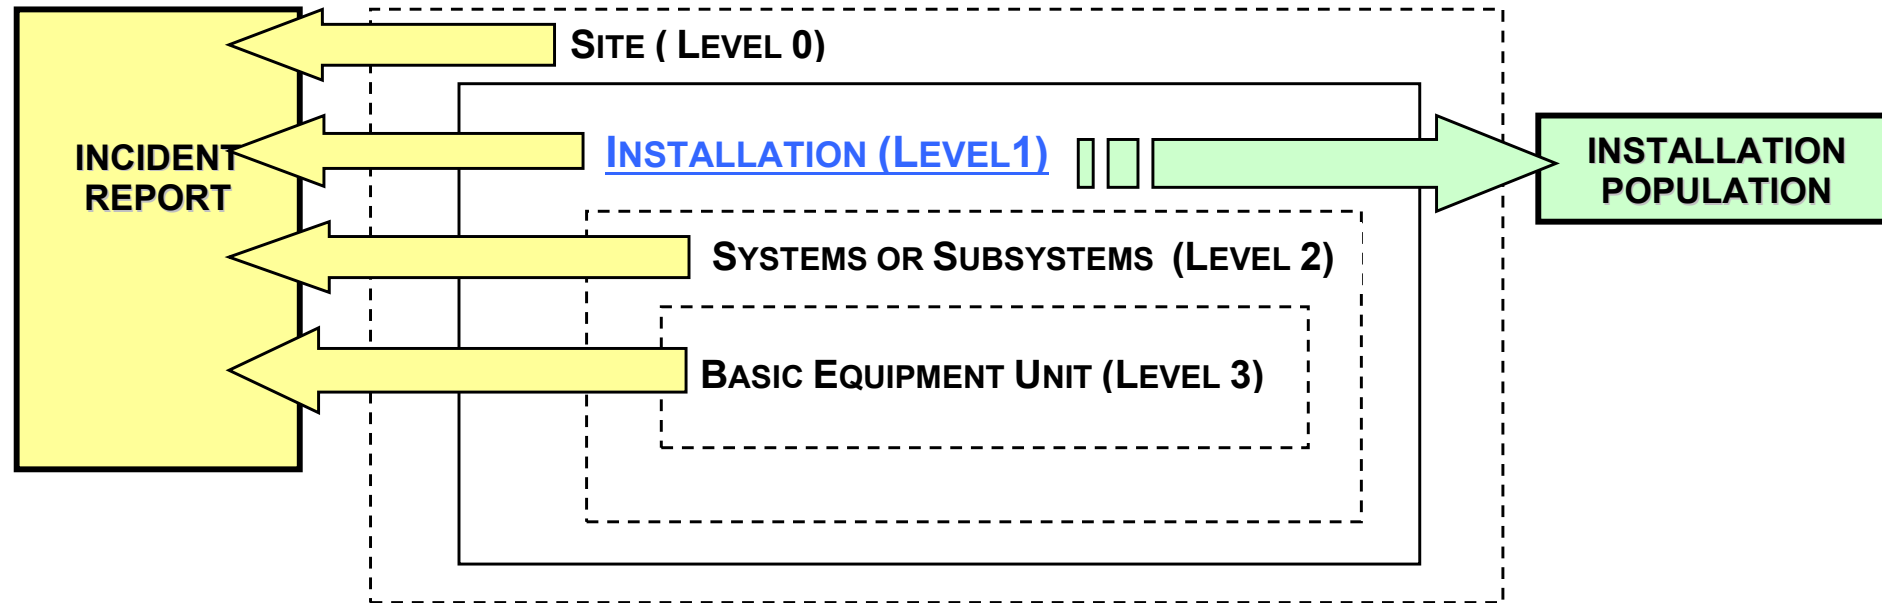 SITE ( LEVEL 0)
INCIDENT
REPORT
INSTALLATION (LEVEL1)
INSTALLATION
POPULATION
SYSTEMS OR SUBSYSTEMS (LEVEL 2)
BASIC EQUIPMENT UNIT (LEVEL 3)